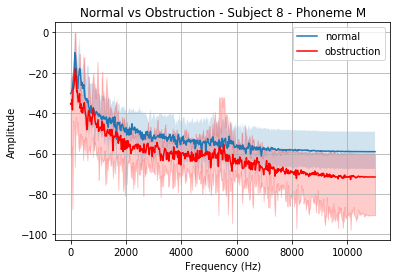 Normal vs Obstruction - Subject 8 - Phoneme M
normal
obstruction
Amplitude
0
−20
−40
−60
−80
−100
0
2000
4000
6000
8000
10000
Frequency (Hz)